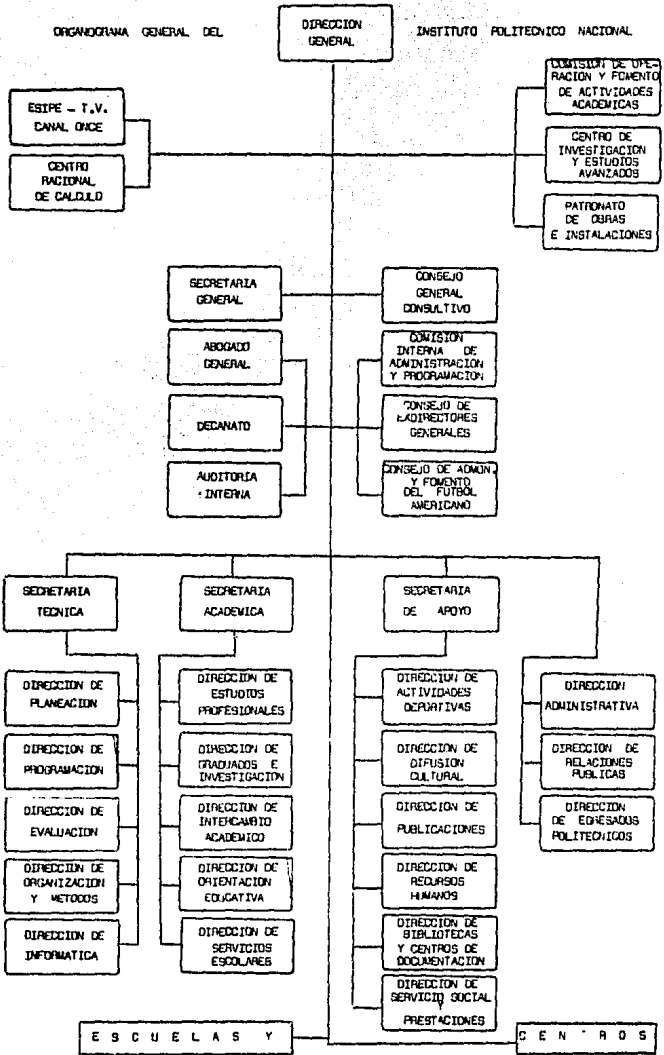 ORGANOGRAMA GENERAL DEL
DIRECCION
GENERAL
INSTITUTO POLITECNICO NACIONAL
ESIPE - T.V.
CANAL ONCE
CENTRO
RACIONAL
DE CALCULO
COMISION DE OPE-
RACION Y FOMENTO
DE ACTIVIDADES
ACADEMICAS
CENTRO DE
INVESTIGACION
Y ESTUDIOS
AVANZADOS
PATRONATO
DE OBRAS
E INSTALACIONES
SECRETARIA
GENERAL
CONSEJO
GENERAL
CONSULTIVO
ABOGADO
GENERAL
COMISION
INTERNA DE
ADMINISTRACION
Y PROGRAMACION
DECANATO
CONSEJO DE
EXDIRECTORES
GENERALES
AUDITORIA
INTERNA
CONSEJO DE ADMON.
Y FOMENTO
DEL FUTBOL
AMERICANO
SECRETARIA
TECNICA
SECRETARIA
ACADEMICA
SECRETARIA
DE APOYO
DIRECCION DE
PLANEACION
DIRECCION DE
PROGRAMACION
DIRECCION DE
EVALUACION
DIRECCION DE
ORGANIZACION
Y METODOS
DIRECCION DE
INFORMATICA
DIRECCION DE
ESTUDIOS
PROFESIONALES
DIRECCION DE
GRADUADOS E
INVESTIGACION
DIRECCION DE
INTERCAMBIO
ACADEMICO
DIRECCION DE
ORIENTACION
EDUCATIVA
DIRECCION DE
SERVICIOS
ESCOLARES
DIRECCION DE
ACTIVIDADES
DEPORTIVAS
DIRECCION DE
DIFUSION
CULTURAL
DIRECCION DE
PUBLICACIONES
DIRECCION DE
RECURSOS
HUMANOS
DIRECCION DE
BIBLIOTECAS
Y CENTROS DE
DOCUMENTACION
DIRECCION DE
SERVICIO SOCIAL
Y
PRESTACIONES
DIRECCION
ADMINISTRATIVA
DIRECCION DE
RELACIONES
PUBLICAS
DIRECCION
DE EGRESADOS
POLITECNICOS
ESCUELAS Y
CENTROS